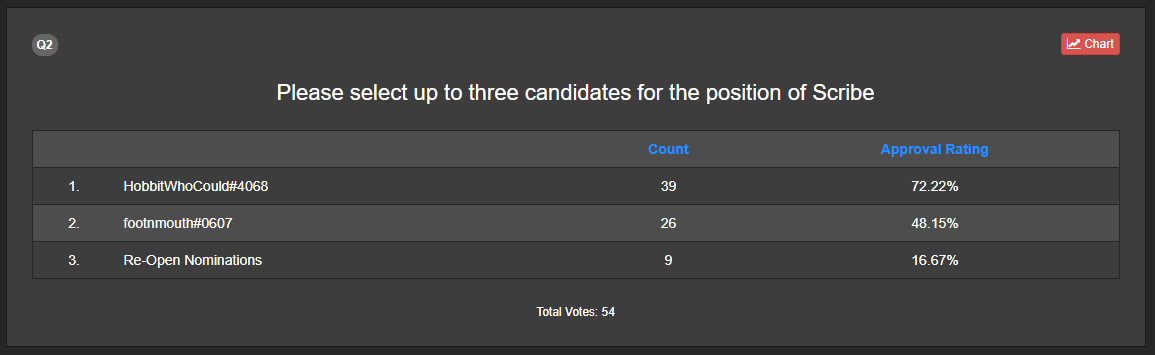 Q2
Chart
Please select up to three candidates for the position of Scribe
Count Approval Rating
1. HobbitWhoCould#4068 39 72.22%
2. footnmouth#0607 26 48.15%
3. Re-Open Nominations 9 16.67%
Total Votes: 54